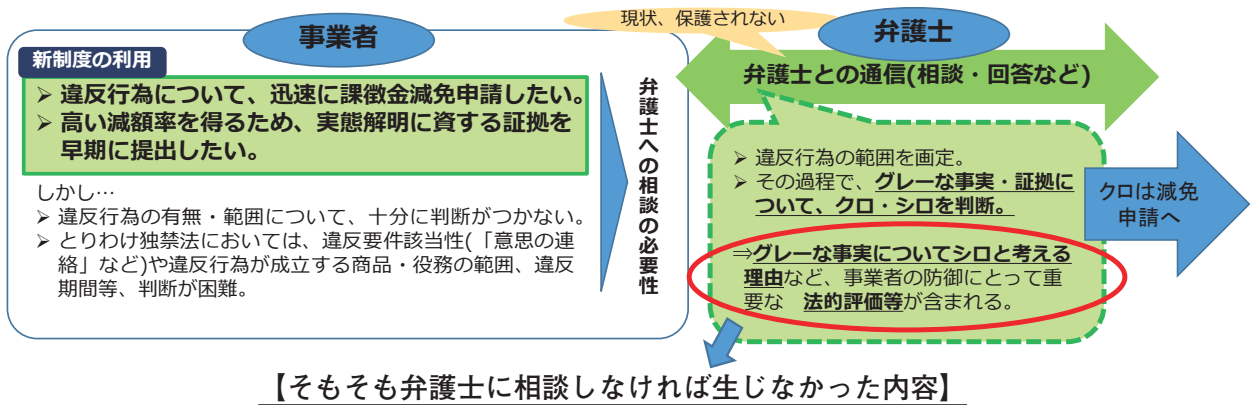 現状、保護されない
事業者
弁護士
新制度の利用
➢ 違反行為について、迅速に課徴金減免申請したい。
➢ 高い減額率を得るため、実態解明に資する証拠を
早期に提出したい。
しかし…
➢ 違反行為の有無・範囲について、十分に判断がつかない。
➢ とりわけ独禁法においては、違反要件該当性(「意思の連
絡」など)や違反行為が成立する商品・役務の範囲、違反
期間等、判断が困難。
弁護士への相談の必要性
弁護士との通信(相談・回答など)
➢ 違反行為の範囲を画定。
➢ その過程で、グレーな事実・証拠に
ついて、クロ・シロを判断。
⇒グレーな事実についてシロと考える
理由など、事業者の防御にとって重
要な 法的評価等が含まれる。
クロは減免
申請へ
【そもそも弁護士に相談しなければ生じなかった内容】